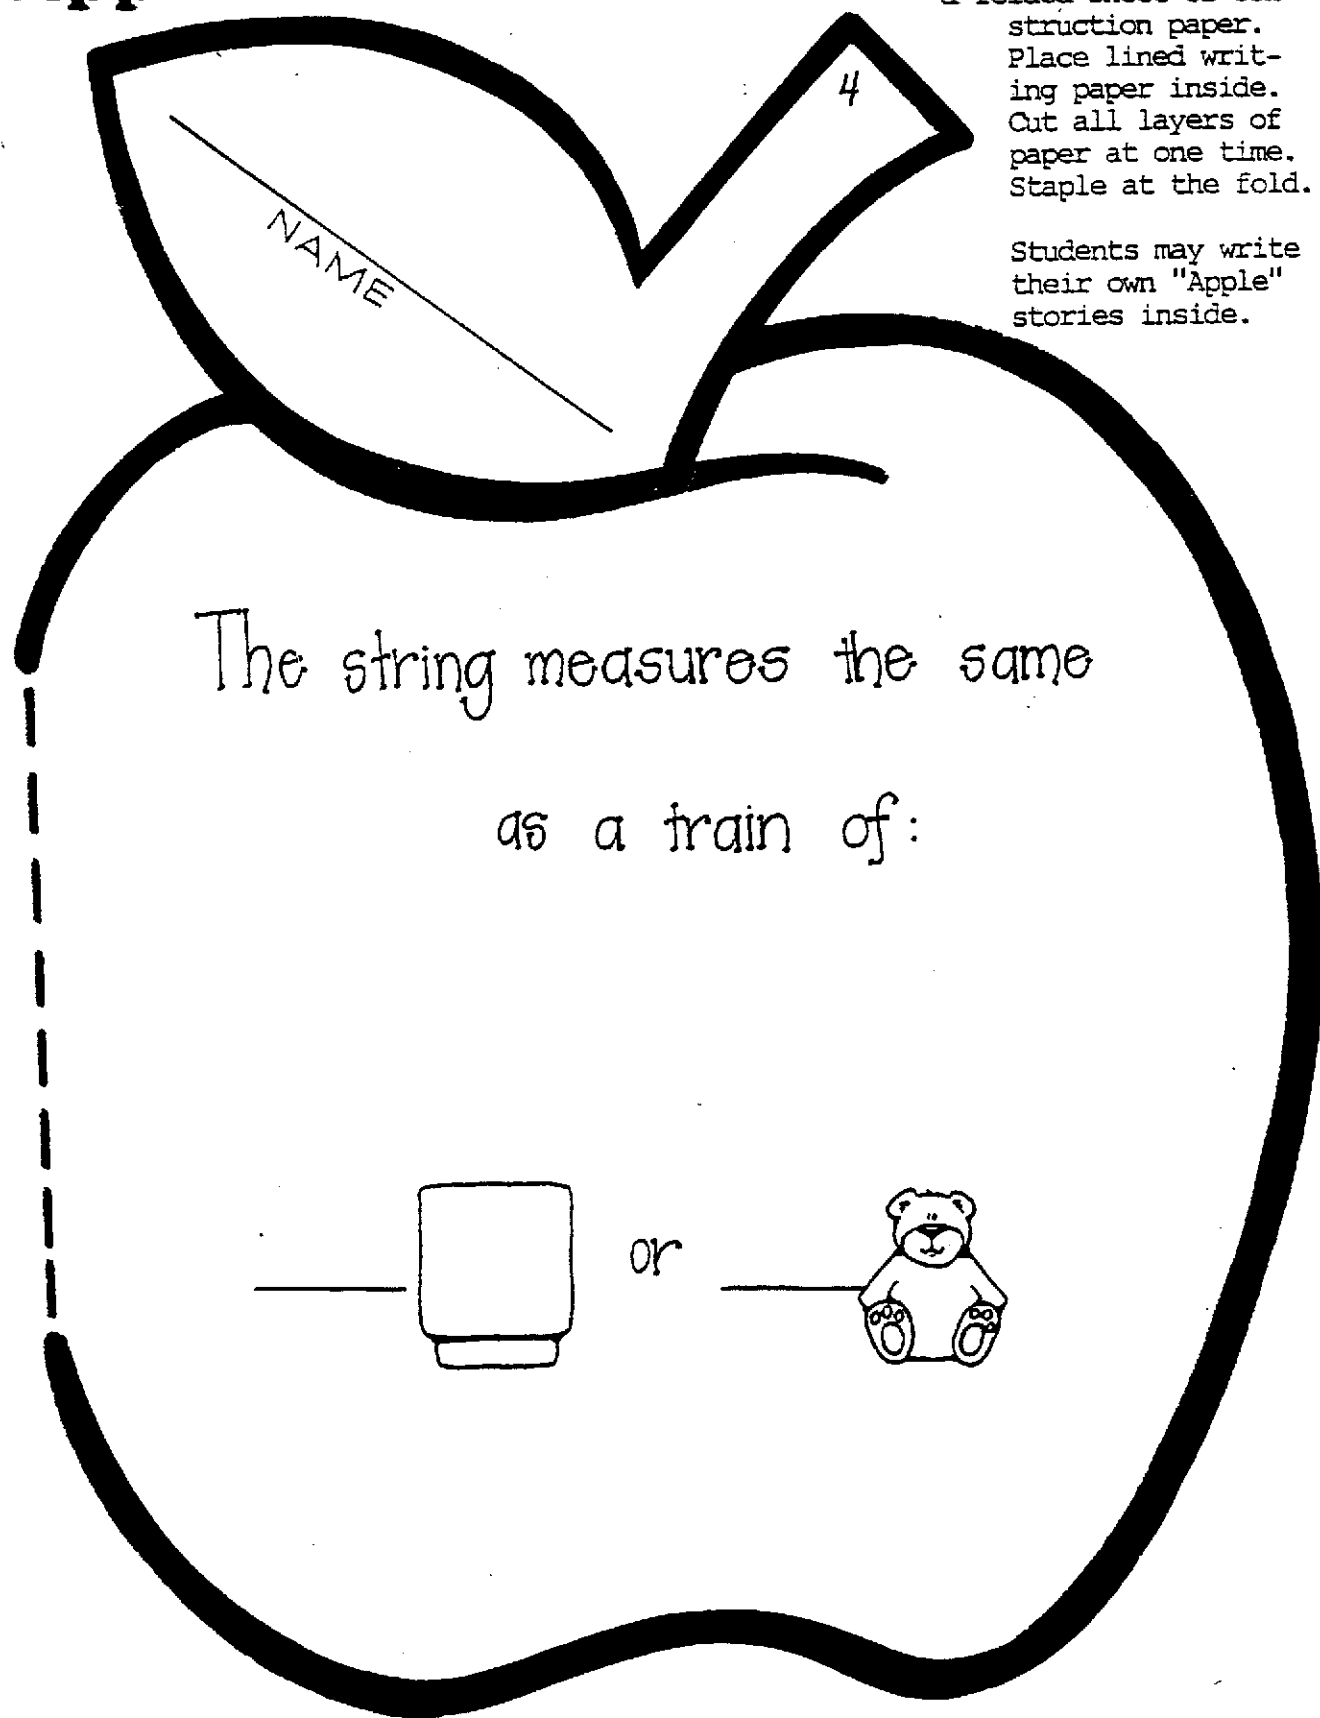 struction paper.
Place lined writ-
ing paper inside.
Cut all layers of
paper at one time.
Staple at the fold.
Students may write
their own "Apple"
stories inside.
4
NAME
The string measures the same
as a train of:
or